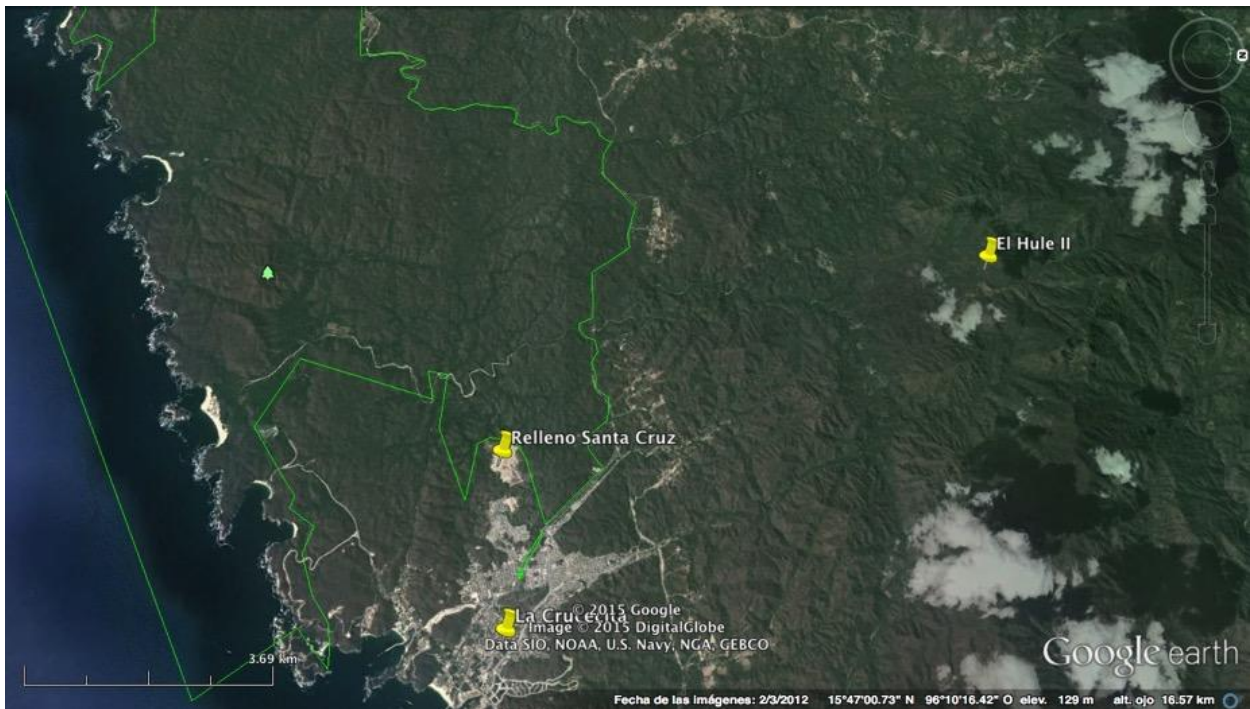 N
El Hule II
Relleno Santa Cruz
La Crucecita
© 2015 Google
Image © 2015 DigitalGlobe
Data SIO, NOAA, U.S. Navy, NGA, GEBCO
3.69 km
Google earth
Fecha de las imágenes: 2/3/2012 15°47'00.73" N 96°10'16.42" O elev. 129 m alt. ojo 16.57 km